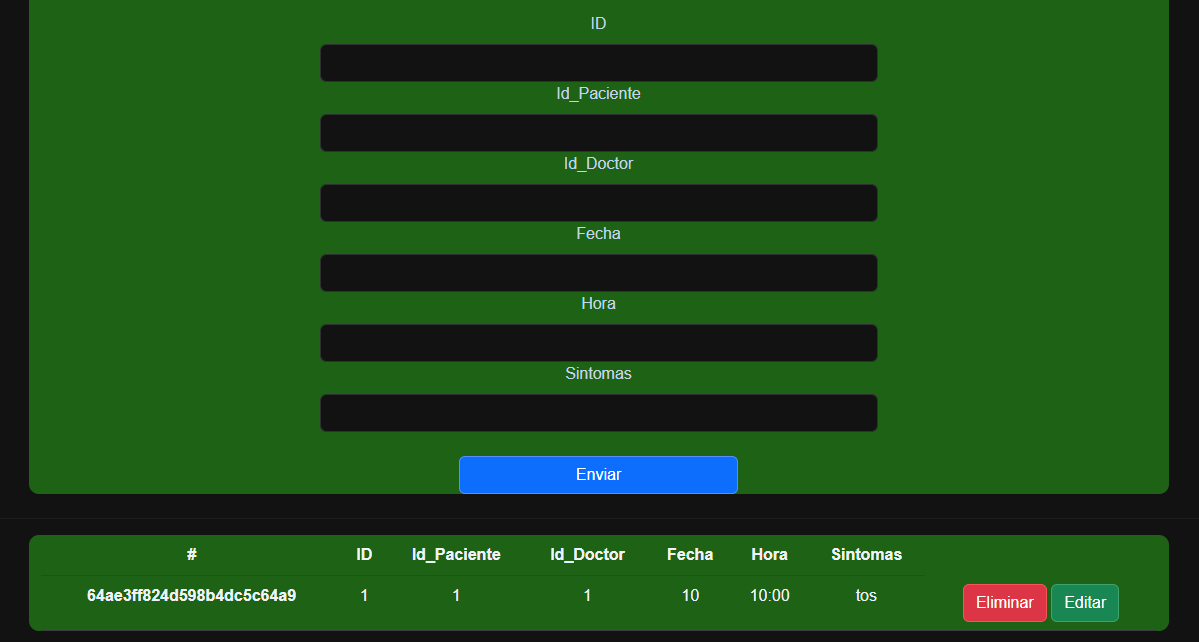 ID
Id_Paciente
Id_Doctor
Fecha
Hora
Sintomas
Enviar
# ID Id_Paciente Id_Doctor Fecha Hora Sintomas
64ae3ff824d598b4dc5c64a9 1 1 1 10 10:00 tos Eliminar Editar